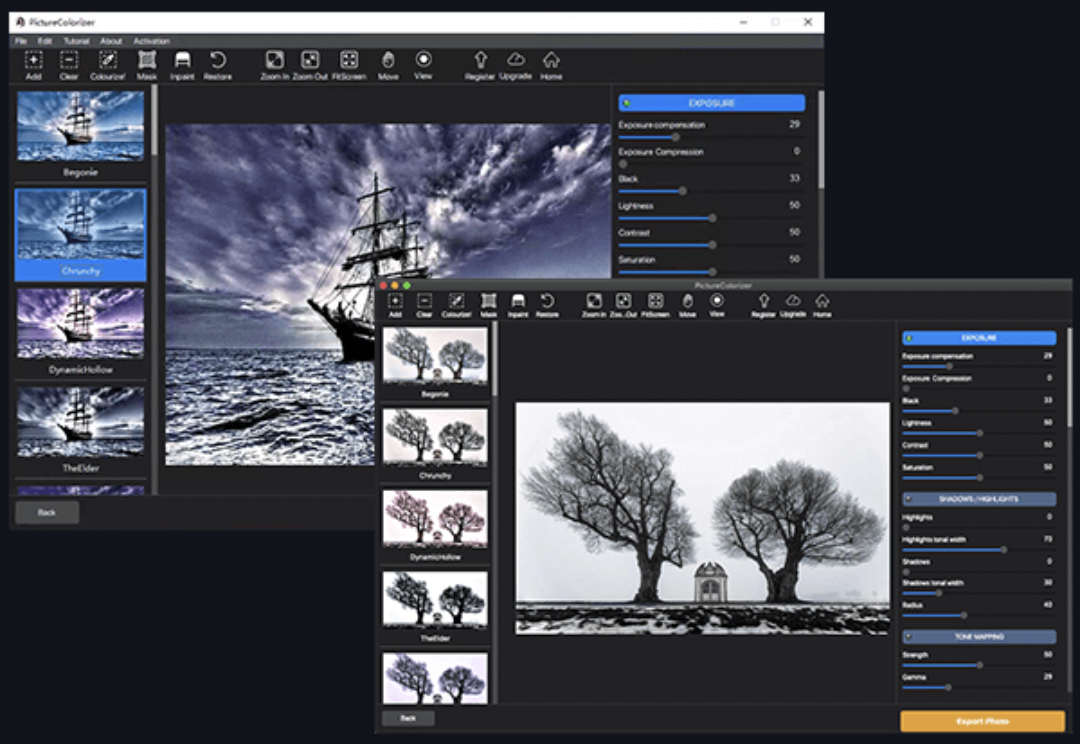 PictureColorizer
File Edit Tutorial About Activation
Add Clear Colourize! Mask Inpaint Restore Zoom In Zoom Out FitScreen Move View Register Upgrade Home
Begonie
Chrunchy
DynamicHollow
TheElder
Back
EXPOSURE
Exposure compensation 29
Exposure Compression 0
Black 33
Lightness 50
Contrast 50
Saturation 50
PictureColorizer
Add Clear Colourize! Mask Inpaint Restore Zoom In Zoo...Out FitScreen Move View Register Upgrade Home
Begonie
Chrunchy
DynamicHollow
TheElder
Back
EXPOSURE
Exposure compensation 29
Exposure Compression 0
Black 33
Lightness 50
Contrast 50
Saturation 50
SHADOWS/HIGHLIGHTS
Highlights 0
Highlights tonal width 70
Shadows 0
Shadows tonal width 30
Radius 40
TONE MAPPING
Strength 50
Gamma 29
Export Photo